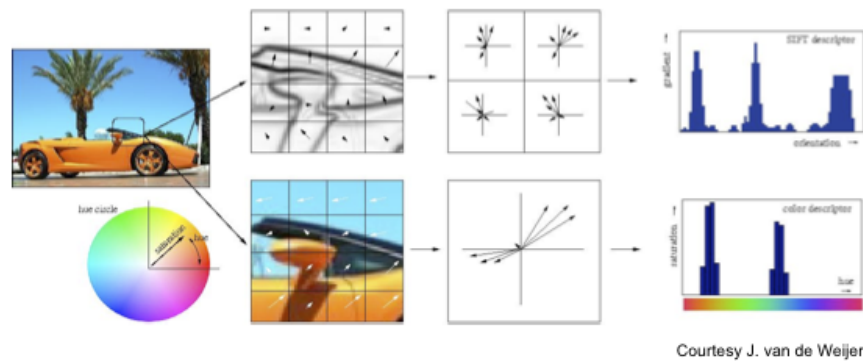 SIFT descriptor
gradient
orientation
hue circle
saturation
hue
color descriptor
saturation
hue
Courtesy J. van de Weijer